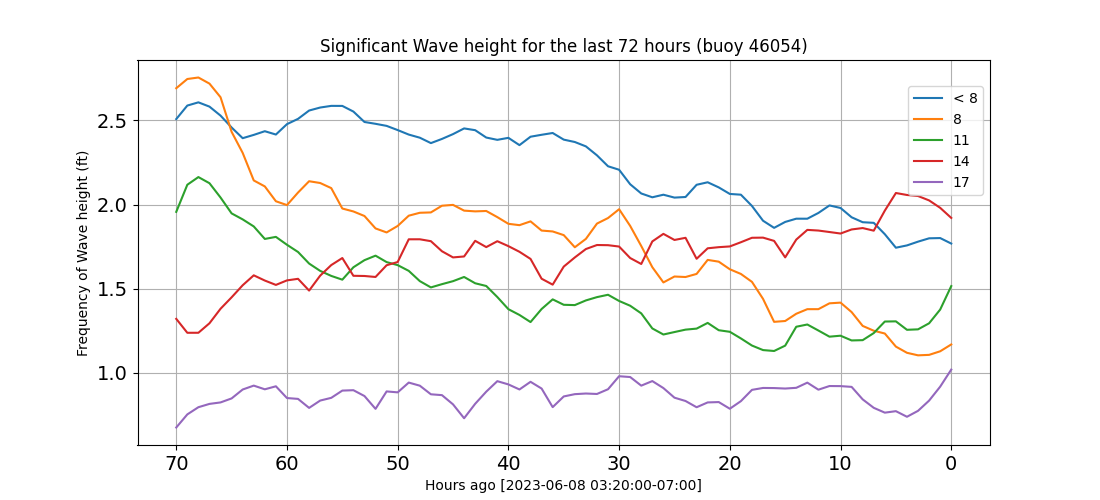 Significant Wave height for the last 72 hours (buoy 46054)
Frequency of Wave height (ft)
2.5
2.0
1.5
1.0
< 8
8
11
14
17
70 60 50 40 30 20 10 0
Hours ago [2023-06-08 03:20:00-07:00]